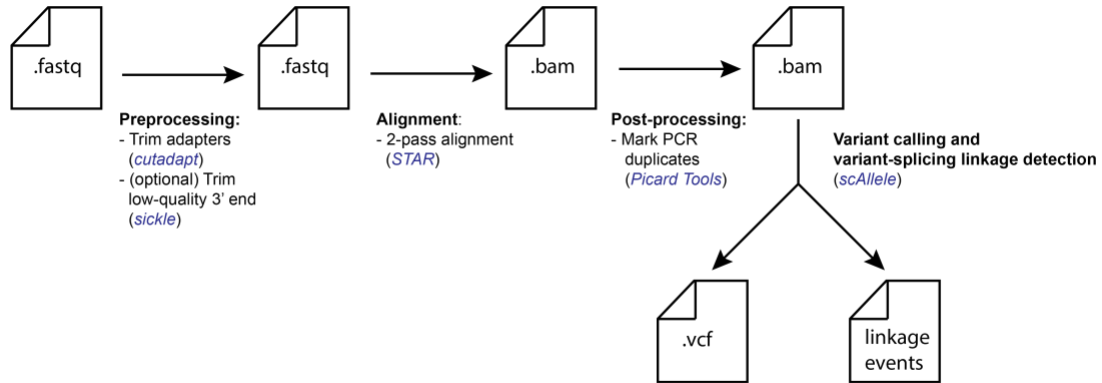 .fastq
.fastq
.bam
.bam
Preprocessing:
- Trim adapters
(cutadapt)
- (optional) Trim
low-quality 3' end
(sickle)
Alignment:
- 2-pass alignment
(STAR)
Post-processing:
- Mark PCR
duplicates
(Picard Tools)
Variant calling and
variant-splicing linkage detection
(scAllele)
.vcf
linkage
events